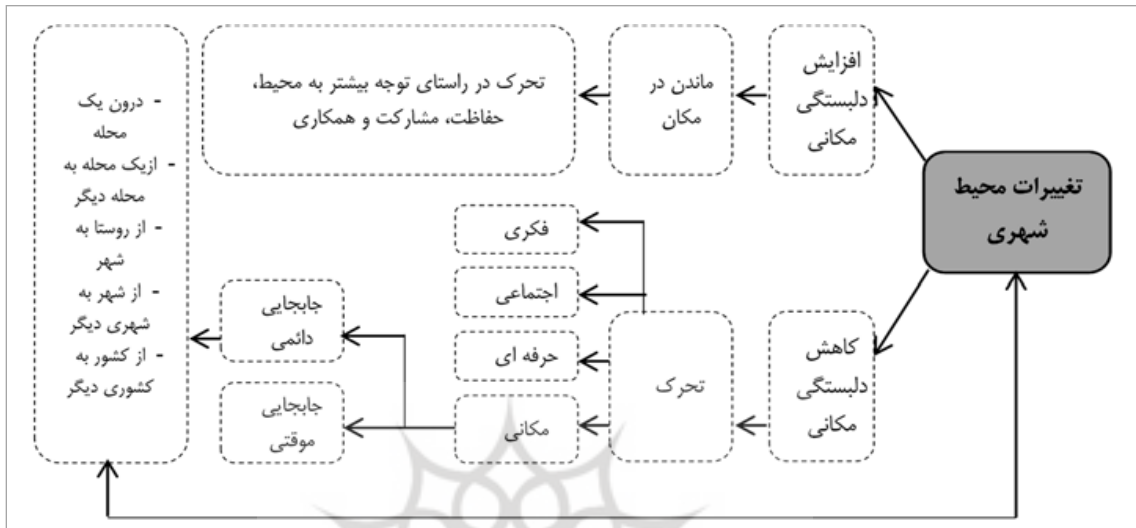 تغییرات محیط
شهری
افزایش
دلبستگی
مکانی
ماندن در
مکان
تحرک در راستای توجه بیشتر به محیط،
حفاظت، مشارکت و همکاری
کاهش
دلبستگی
مکانی
تحرک
فکری
اجتماعی
حرفه ای
مکانی
جابجایی
دائمی
جابجایی
موقتی
- درون یک
محله
- ازیک محله به
محله دیگر
- از روستا به
شهر
- از شهر به
شهری دیگر
- از کشور به
کشوری دیگر